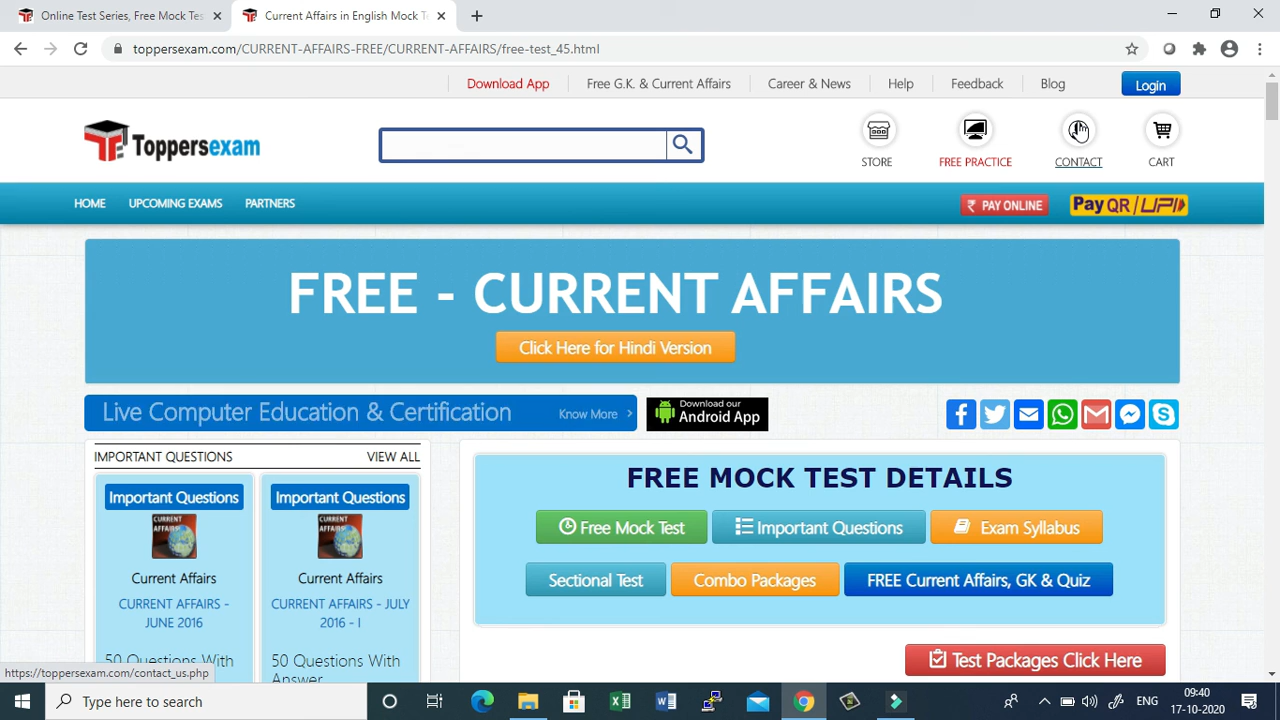 Online Test Series, Free Mock Tes
Current Affairs in English Mock T
toppersexam.com/CURRENT-AFFAIRS-FREE/CURRENT-AFFAIRS/free-test_45.html
Download App
Free G.K. & Current Affairs
Career & News
Help
Feedback
Blog
Login
Toppersexam
STORE
FREE PRACTICE
CONTACT
CART
HOME
UPCOMING EXAMS
PARTNERS
₹ PAY ONLINE
Pay QR/UPI
FREE - CURRENT AFFAIRS
Click Here for Hindi Version
Live Computer Education & Certification
Know More
Download our
Android App
IMPORTANT QUESTIONS
VIEW ALL
Important Questions
CURRENT
AFFAIRS
Current Affairs
CURRENT AFFAIRS -
JUNE 2016
50 Questions With
Important Questions
CURRENT
AFFAIRS
Current Affairs
CURRENT AFFAIRS - JULY
2016 - I
50 Questions With
Answer
FREE MOCK TEST DETAILS
Free Mock Test
Important Questions
Exam Syllabus
Sectional Test
Combo Packages
FREE Current Affairs, GK & Quiz
Test Packages Click Here
https://toppersexam.com/contact_us.php
Type here to search
ENG
09:40
17-10-2020